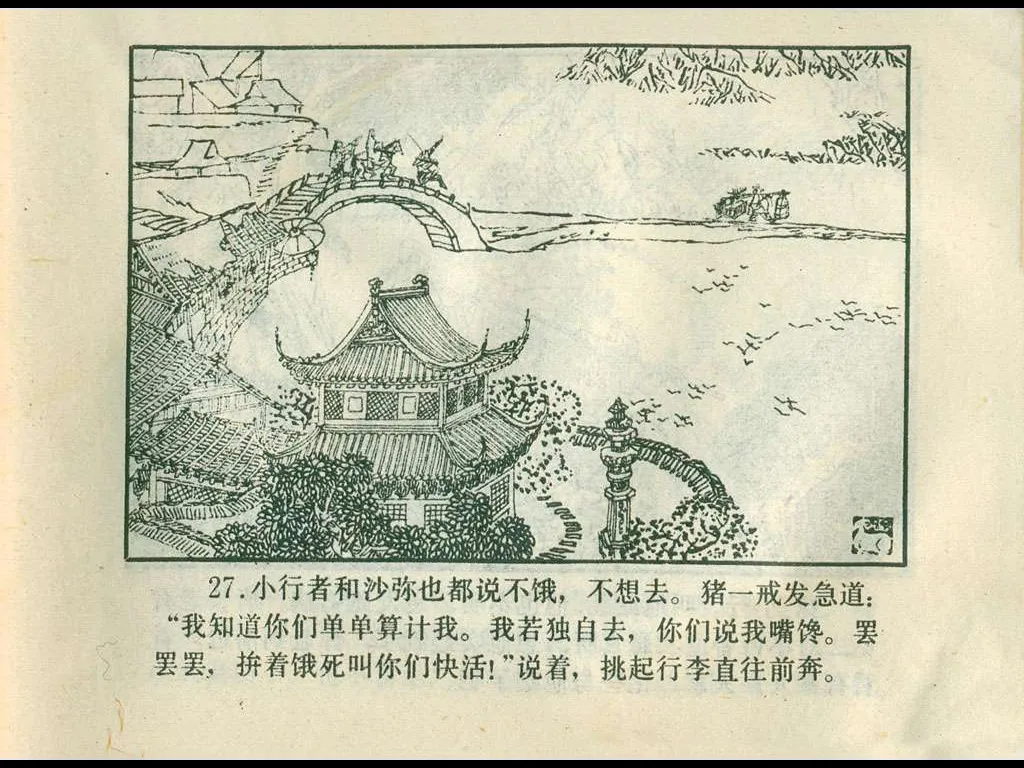 27.小行者和沙弥也都说不饿，不想去。猪一戒发急道：
“我知道你们单单算计我。我若独自去，你们说我嘴馋。罢
罢罢，拚着饿死叫你们快活！”说着，挑起行李直往前奔。